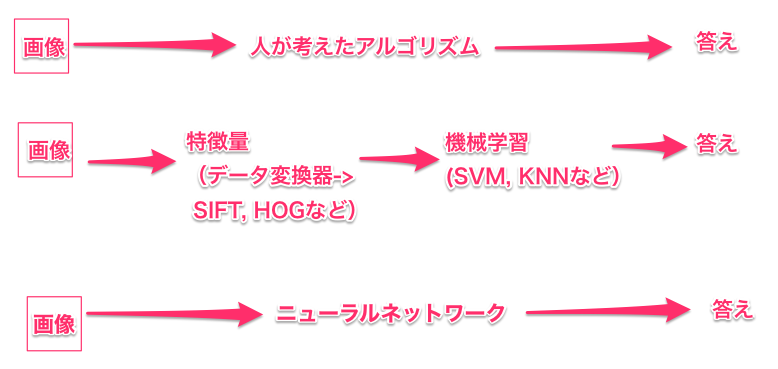 画像 人が考えたアルゴリズム 答え
画像 特徴量 機械学習 答え
（データ変換器-> (SVM, KNNなど）
SIFT, HOGなど）
画像 ニューラルネットワーク 答え